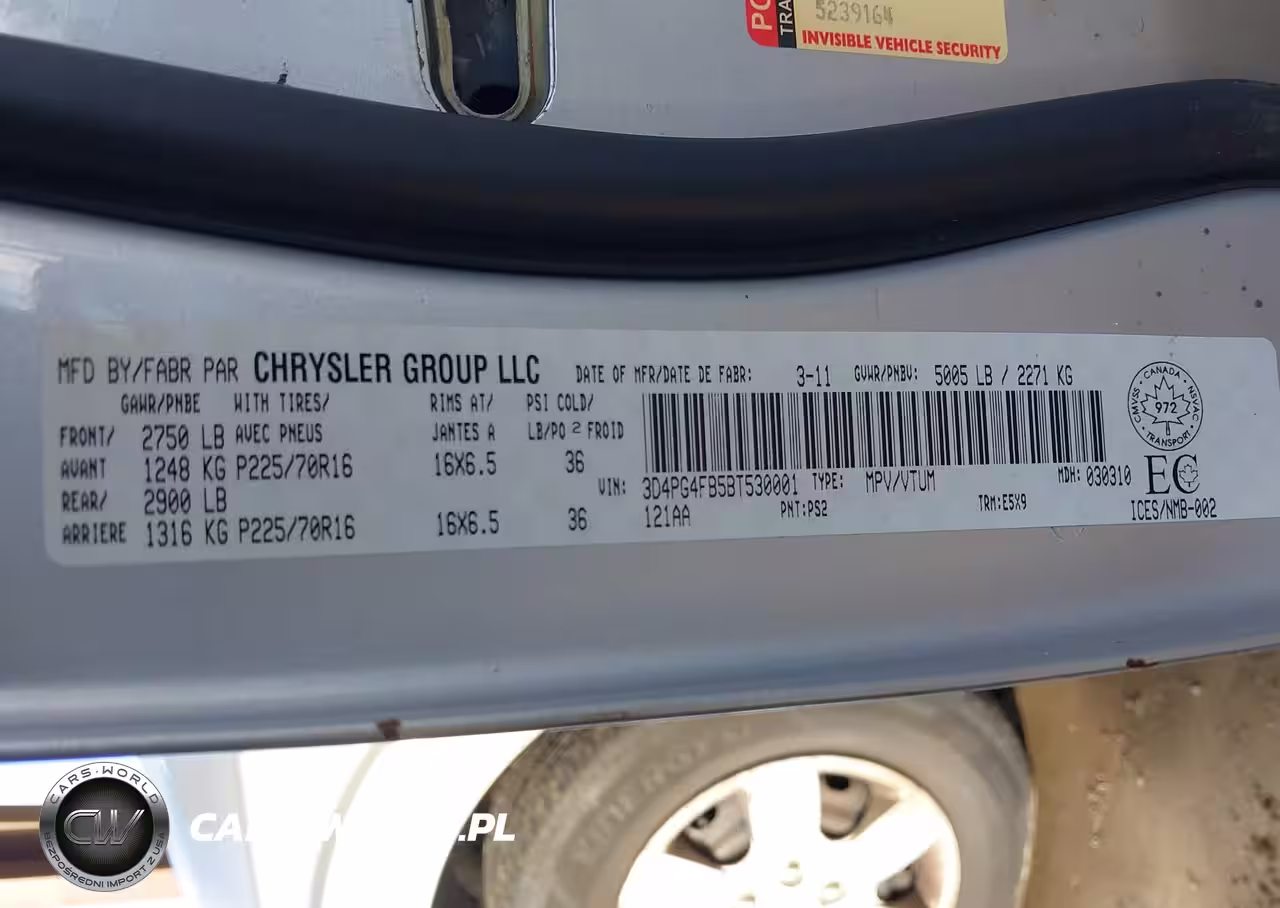 5239164
INVISIBLE VEHICLE SECURITY
MFD BY/FABR PAR CHRYSLER GROUP LLC DATE OF MFR/DATE DE FABR: 3-11 GVWR/PNBV: 5005 LB / 2271 KG
GAWR/PNBE WITH TIRES/ RIMS AT/ PSI COLD/
FRONT/ 2750 LB AVEC PNEUS JANTES A LB/PO² FROID
AVANT 1248 KG P225/70R16 16X6.5 36
REAR/ 2900 LB
ARRIERE 1316 KG P225/70R16 16X6.5 36
VIN: 3D4PG4FB5BT530001 TYPE: MPV/VTUM MDH: 030310
121AA PNT:PS2 TRM:E5X9
CMVSS · CANADA · NSVAC
972
TRANSPORT
EC
ICES/NMB-002
CARS·WORLD
CW
BEZPOŚREDNI IMPORT Z USA
.PL